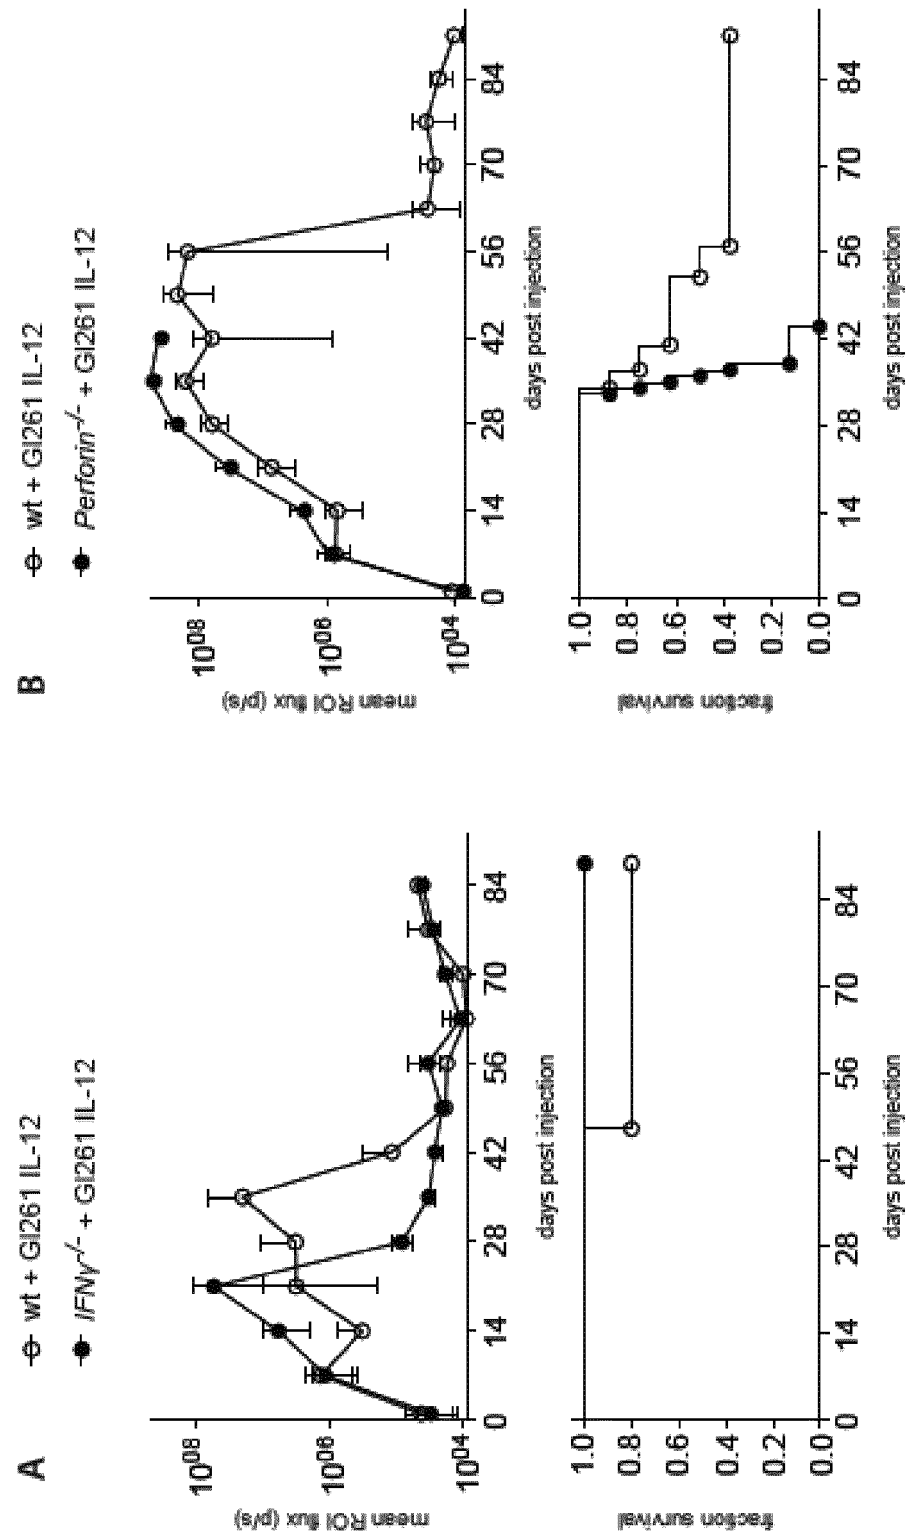 A
wt + Gl261 IL-12
IFNγ-/- + Gl261 IL-12
mean ROI flux (p/s)
10^08
10^06
10^04
0 14 28 42 56 70 84
days post injection
fraction survival
1.0
0.8
0.6
0.4
0.2
0.0
0 14 28 42 56 70 84
days post injection
B
wt + Gl261 IL-12
Perforin-/- + Gl261 IL-12
mean ROI flux (p/s)
10^08
10^06
10^04
0 14 28 42 56 70 84
days post injection
fraction survival
1.0
0.8
0.6
0.4
0.2
0.0
0 14 28 42 56 70 84
days post injection